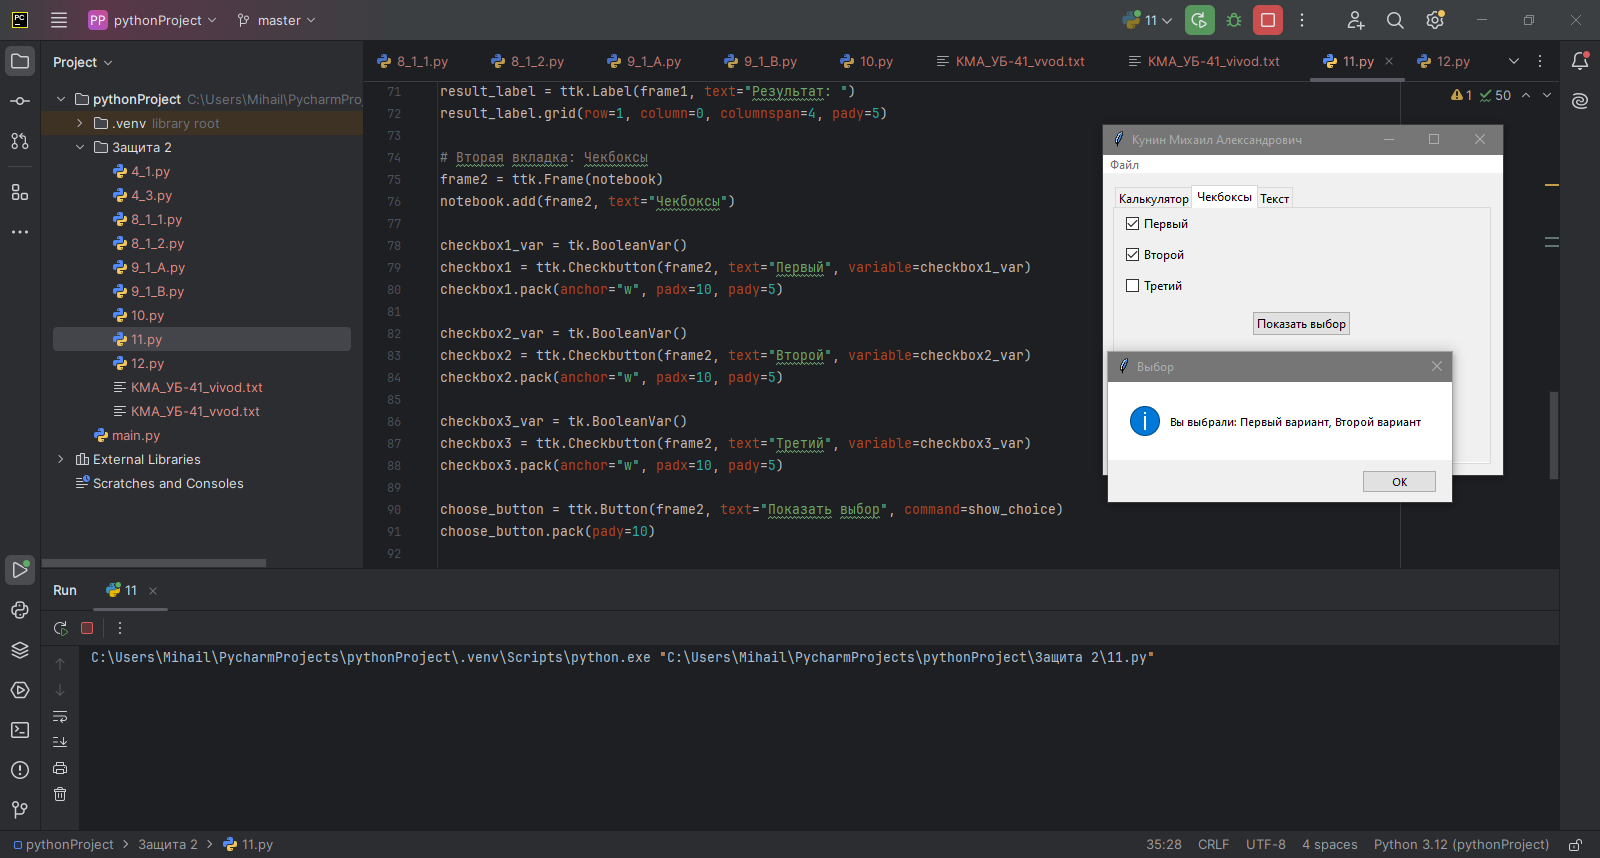 PC
PP pythonProject master 11
Project
8_1_1.py 8_1_2.py 9_1_A.py 9_1_B.py 10.py КМА_УБ-41_vvod.txt КМА_УБ-41_vivod.txt 11.py 12.py
pythonProject C:\Users\Mihail\PycharmPro
.venv library root
Защита 2
4_1.py
4_3.py
8_1_1.py
8_1_2.py
9_1_A.py
9_1_B.py
10.py
11.py
12.py
КМА_УБ-41_vivod.txt
КМА_УБ-41_vvod.txt
main.py
External Libraries
Scratches and Consoles
1 50
71 result_label = ttk.Label(frame1, text="Результат: ")
72 result_label.grid(row=1, column=0, columnspan=4, pady=5)
73
74 # Вторая вкладка: Чекбоксы
75 frame2 = ttk.Frame(notebook)
76 notebook.add(frame2, text="Чекбоксы")
77
78 checkbox1_var = tk.BooleanVar()
79 checkbox1 = ttk.Checkbutton(frame2, text="Первый", variable=checkbox1_var)
80 checkbox1.pack(anchor="w", padx=10, pady=5)
81
82 checkbox2_var = tk.BooleanVar()
83 checkbox2 = ttk.Checkbutton(frame2, text="Второй", variable=checkbox2_var)
84 checkbox2.pack(anchor="w", padx=10, pady=5)
85
86 checkbox3_var = tk.BooleanVar()
87 checkbox3 = ttk.Checkbutton(frame2, text="Третий", variable=checkbox3_var)
88 checkbox3.pack(anchor="w", padx=10, pady=5)
89
90 choose_button = ttk.Button(frame2, text="Показать выбор", command=show_choice)
91 choose_button.pack(pady=10)
92
Кунин Михаил Александрович
Файл
Калькулятор Чекбоксы Текст
Первый
Второй
Третий
Показать выбор
Выбор
Вы выбрали: Первый вариант, Второй вариант
ОК
Run 11
C:\Users\Mihail\PycharmProjects\pythonProject\.venv\Scripts\python.exe "C:\Users\Mihail\PycharmProjects\pythonProject\Защита 2\11.py"
pythonProject > Защита 2 > 11.py
35:28 CRLF UTF-8 4 spaces Python 3.12 (pythonProject)